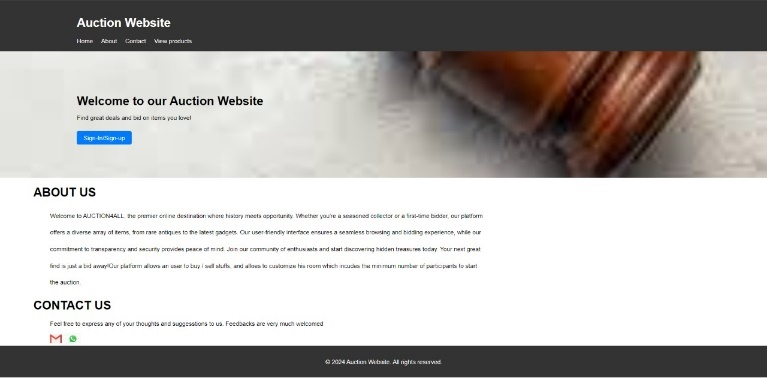 Auction Website
Home About Contact View products
Welcome to our Auction Website
Find great deals and bid on items you love!
Sign-In/Sign-up
ABOUT US
Welcome to AUCTION4ALL, the premier online destination where history meets opportunity. Whether you're a seasoned collector or a first-time bidder, our platform
offers a diverse array of items, from rare antiques to the latest gadgets. Our user-friendly interface ensures a seamless browsing and bidding experience, while our
commitment to transparency and security provides peace of mind. Join our community of enthusiasts and start discovering hidden treasures today. Your next great
find is just a bid away!Our platform allows an user to buy / sell stuffs, and allows to customize his room which incudes the minimum number of participants to start
the auction.
CONTACT US
Feel free to express any of your thoughts and suggesstions to us. Feedbacks are very much welcomed
© 2024 Auction Website. All rights reserved.